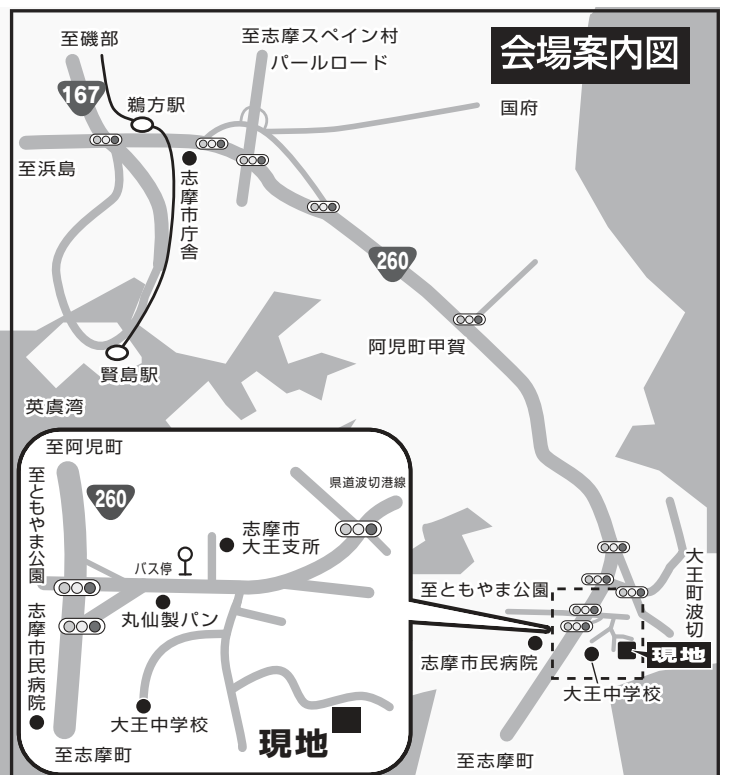 会場案内図
至磯部
至志摩スペイン村
パールロード
167
鵜方駅
国府
至浜島
志摩市庁舎
260
阿児町甲賀
賢島駅
英虞湾
至阿児町
至ともやま公園
260
県道波切港線
志摩市
大王支所
バス停
丸仙製パン
志摩市民病院
大王中学校
現地
至志摩町
至ともやま公園
大王町波切
志摩市民病院
現地
大王中学校
至志摩町